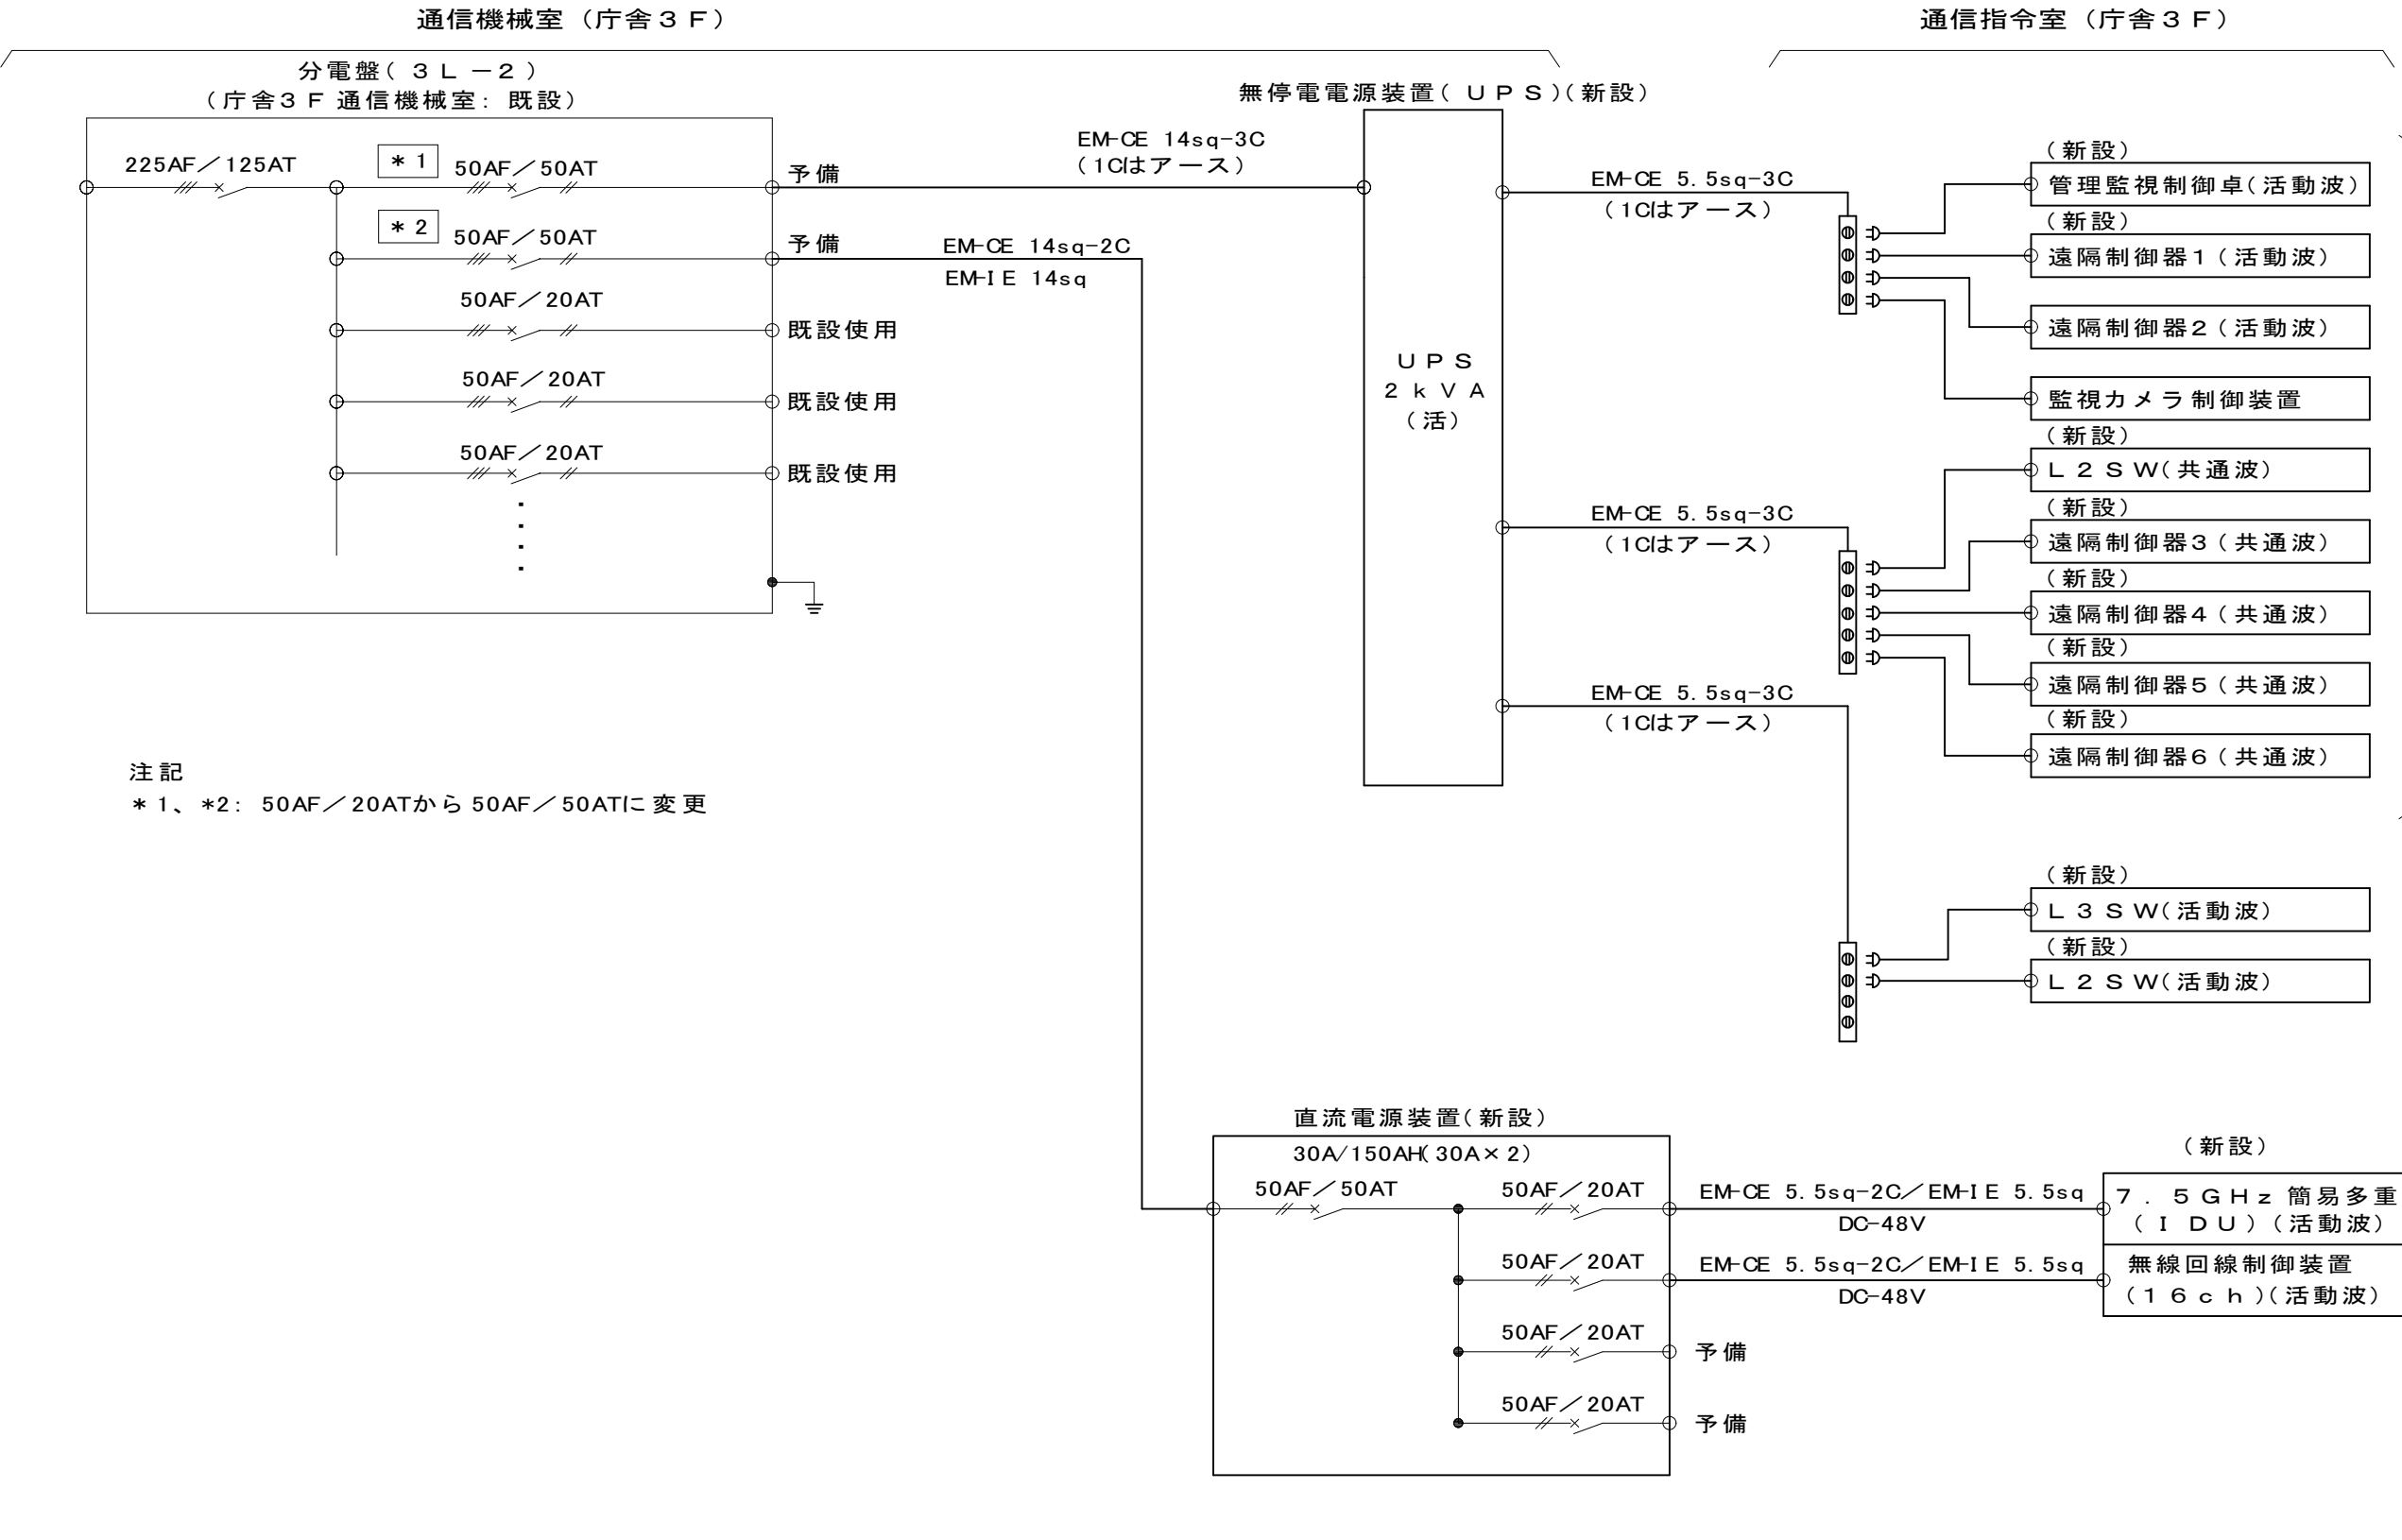 通信機械室（庁舎３Ｆ）
通信指令室（庁舎３Ｆ）
分電盤（３Ｌ－２）
（庁舎３Ｆ通信機械室：既設）
無停電電源装置（ＵＰＳ）（新設）
225AF／125AT
＊1
50AF／50AT
予備
EM-CE 14sq-3C
（1Cはアース）
＊2
50AF／50AT
予備
EM-CE 14sq-2C
EM-IE 14sq
50AF／20AT
既設使用
50AF／20AT
既設使用
50AF／20AT
既設使用
ＵＰＳ
２ｋＶＡ
（活）
EM-CE 5.5sq-3C
（1Cはアース）
（新設）
管理監視制御卓（活動波）
（新設）
遠隔制御器1（活動波）
遠隔制御器2（活動波）
監視カメラ制御装置
EM-CE 5.5sq-3C
（1Cはアース）
（新設）
Ｌ２ＳＷ（共通波）
（新設）
遠隔制御器3（共通波）
（新設）
遠隔制御器4（共通波）
（新設）
遠隔制御器5（共通波）
（新設）
遠隔制御器6（共通波）
EM-CE 5.5sq-3C
（1Cはアース）
（新設）
Ｌ３ＳＷ（活動波）
（新設）
Ｌ２ＳＷ（活動波）
注記
＊1、*2：50AF／20ATから50AF／50ATに変更
直流電源装置（新設）
30A/150AH(30A×2)
50AF／50AT
50AF／20AT
EM-CE 5.5sq-2C／EM-IE 5.5sq
DC-48V
50AF／20AT
EM-CE 5.5sq-2C／EM-IE 5.5sq
DC-48V
50AF／20AT
予備
50AF／20AT
予備
（新設）
７．５ＧＨｚ簡易多重
（ＩＤＵ）（活動波）
無線回線制御装置
（１６ｃｈ）（活動波）